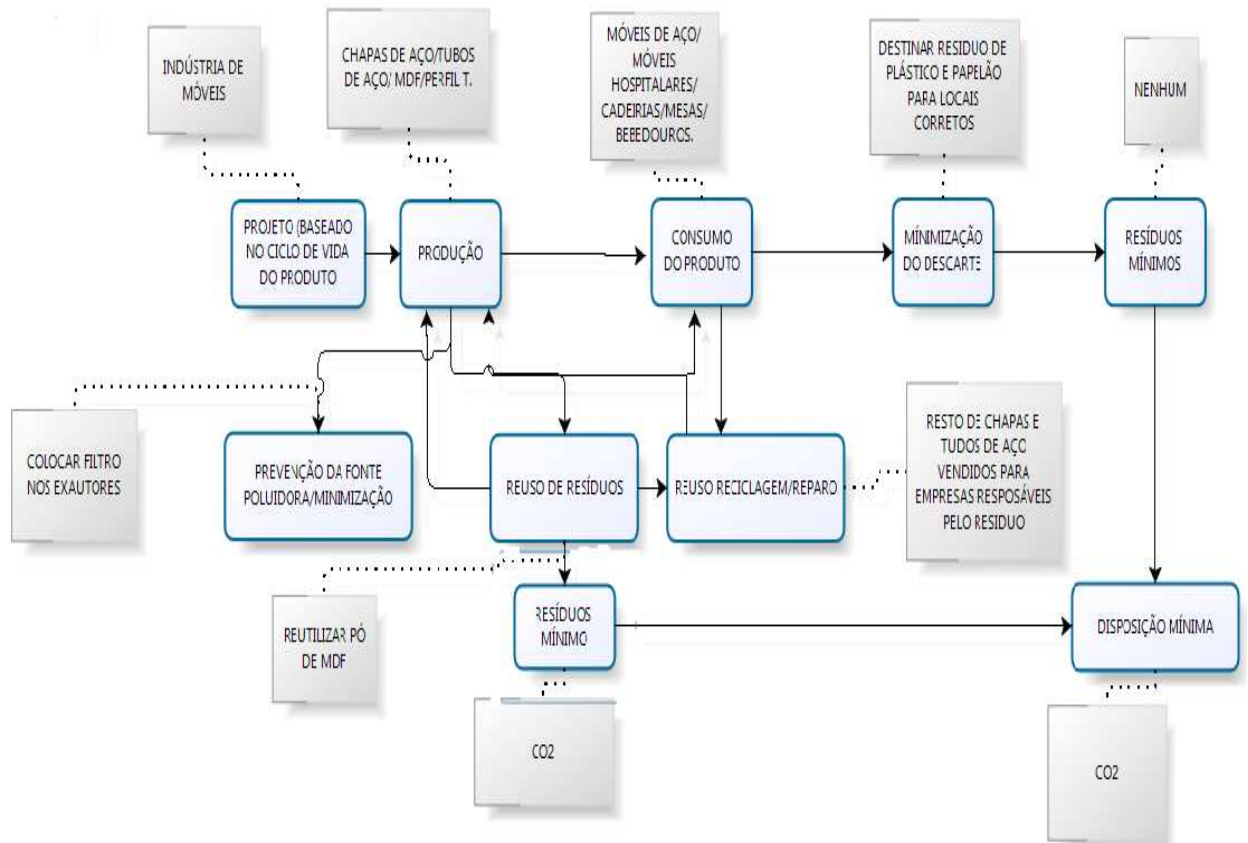 INDÚSTRIA DE
MÓVEIS
CHAPAS DE AÇO/TUBOS
DE AÇO/ MDF/PERFIL T.
MÓVEIS DE AÇO/
MÓVEIS
HOSPITALARES/
CADEIRIAS/MESAS/
BEBEDOUROS.
DESTINAR RESIDUO DE
PLÁSTICO E PAPELÃO
PARA LOCAIS
CORRETOS
NENHUM
PROJETO (BASEADO
NO CICLO DE VIDA
DO PRODUTO
PRODUÇÃO
CONSUMO
DO PRODUTO
MÍNIMIZAÇÃO
DO DESCARTE
RESÍDUOS
MÍNIMOS
COLOCAR FILTRO
NOS EXAUTORES
PREVENÇÃO DA FONTE
POLUIDORA/MINIMIZAÇÃO
REUSO DE RESÍDUOS
REUSO RECICLAGEM/REPARO
RESTO DE CHAPAS E
TUDOS DE AÇO
VENDIDOS PARA
EMPRESAS RESPOSÁVEIS
PELO RESIDUO
REUTILIZAR PÓ
DE MDF
RESÍDUOS
MÍNIMO
DISPOSIÇÃO MÍNIMA
CO2
CO2